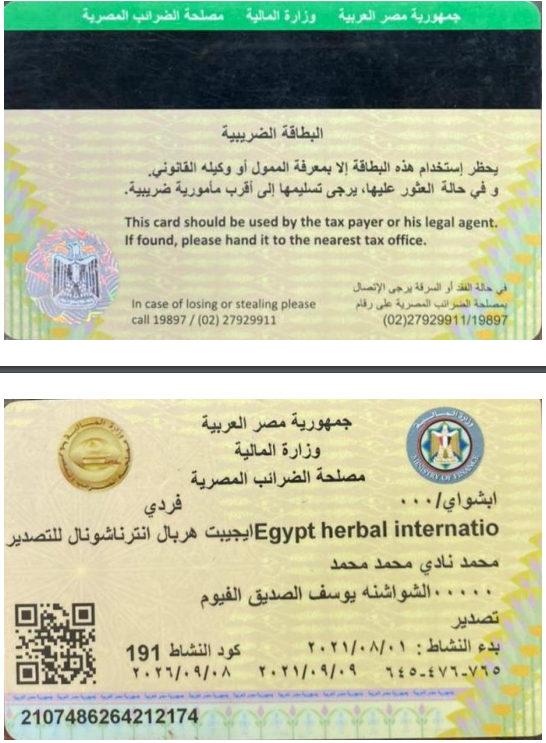 جمهورية مصر العربية وزارة المالية مصلحة الضرائب المصرية
البطاقة الضريبية
يحظر إستخدام هذه البطاقة إلا بمعرفة الممول أو وكيله القانوني.
و في حالة العثور عليها، يرجى تسليمها إلى أقرب مأمورية ضريبية.
This card should be used by the tax payer or his legal agent.
If found, please hand it to the nearest tax office.
في حالة الفقد أو السرقة يرجى الإتصال
بمصلحة الضرائب المصرية على رقام
(02)27929911/19897
In case of losing or stealing please
call 19897 / (02) 27929911
جمهورية مصر العربية
وزارة المالية
مصلحة الضرائب المصرية
MINISTRY OF FINANCE
ابشواي/٠٠٠ فردي
Egypt herbal internatioايجيبت هربال انترناشونال للتصدير
محمد نادي محمد محمد
٠٠٠٠٠٠الشواشنه يوسف الصديق الفيوم
تصدير
بدء النشاط : ٢٠٢١/٠٨/٠١ كود النشاط 191
٦٤٥-٤٧٦-٧٦٥ ٢٠٢١/٠٩/٠٩ ٢٠٢٦/٠٩/٠٨
2107486264212174